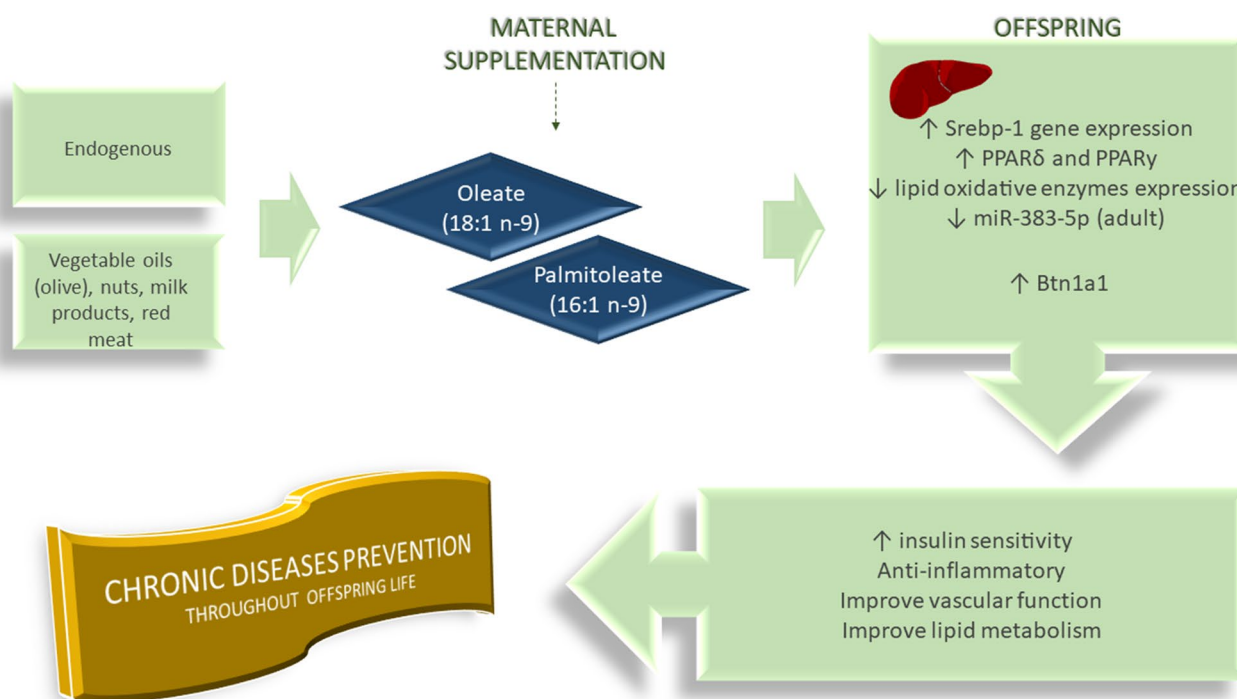 MATERNAL
SUPPLEMENTATION
OFFSPRING
Endogenous
Vegetable oils
(olive), nuts, milk
products, red
meat
Oleate
(18:1 n-9)
Palmitoleate
(16:1 n-9)
↑ Srebp-1 gene expression
↑ PPARδ and PPARγ
↓ lipid oxidative enzymes expression
↓ miR-383-5p (adult)
↑ Btn1a1
↑ insulin sensitivity
Anti-inflammatory
Improve vascular function
Improve lipid metabolism
CHRONIC DISEASES PREVENTION
THROUGHOUT OFFSPRING LIFE